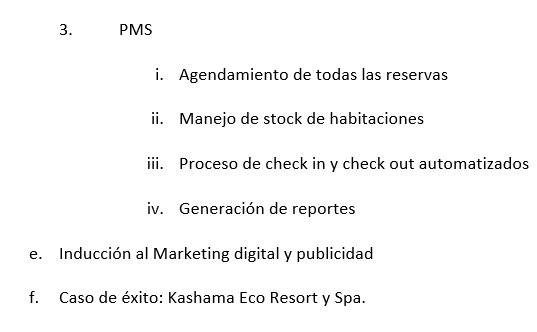 3. PMS
i. Agendamiento de todas las reservas
ii. Manejo de stock de habitaciones
iii. Proceso de check in y check out automatizados
iv. Generación de reportes
e. Inducción al Marketing digital y publicidad
f. Caso de éxito: Kashama Eco Resort y Spa.